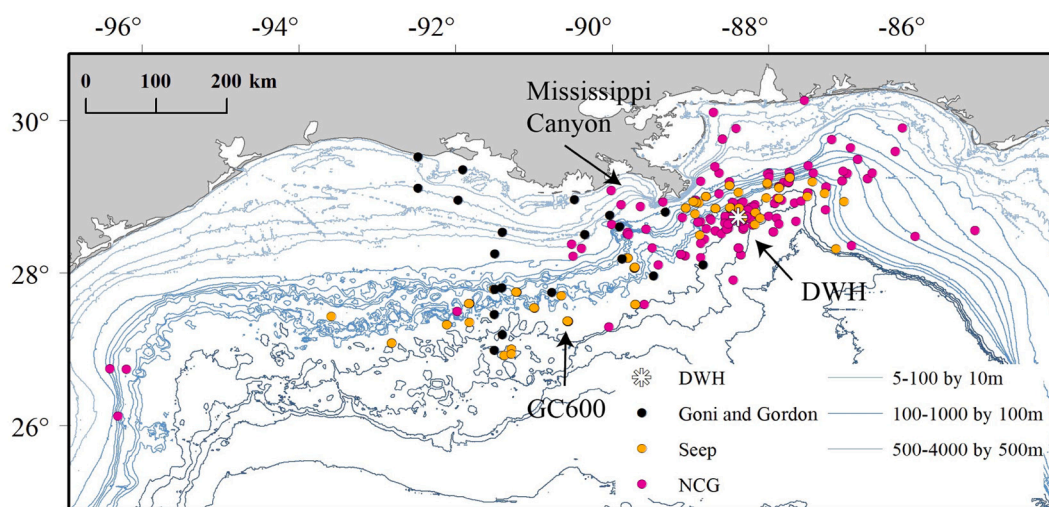 -96° -94° -92° -90° -88° -86°
0 100 200 km
30°
28°
26°
Mississippi
Canyon
DWH
GC600
DWH
Goni and Gordon
Seep
NCG
5-100 by 10m
100-1000 by 100m
500-4000 by 500m